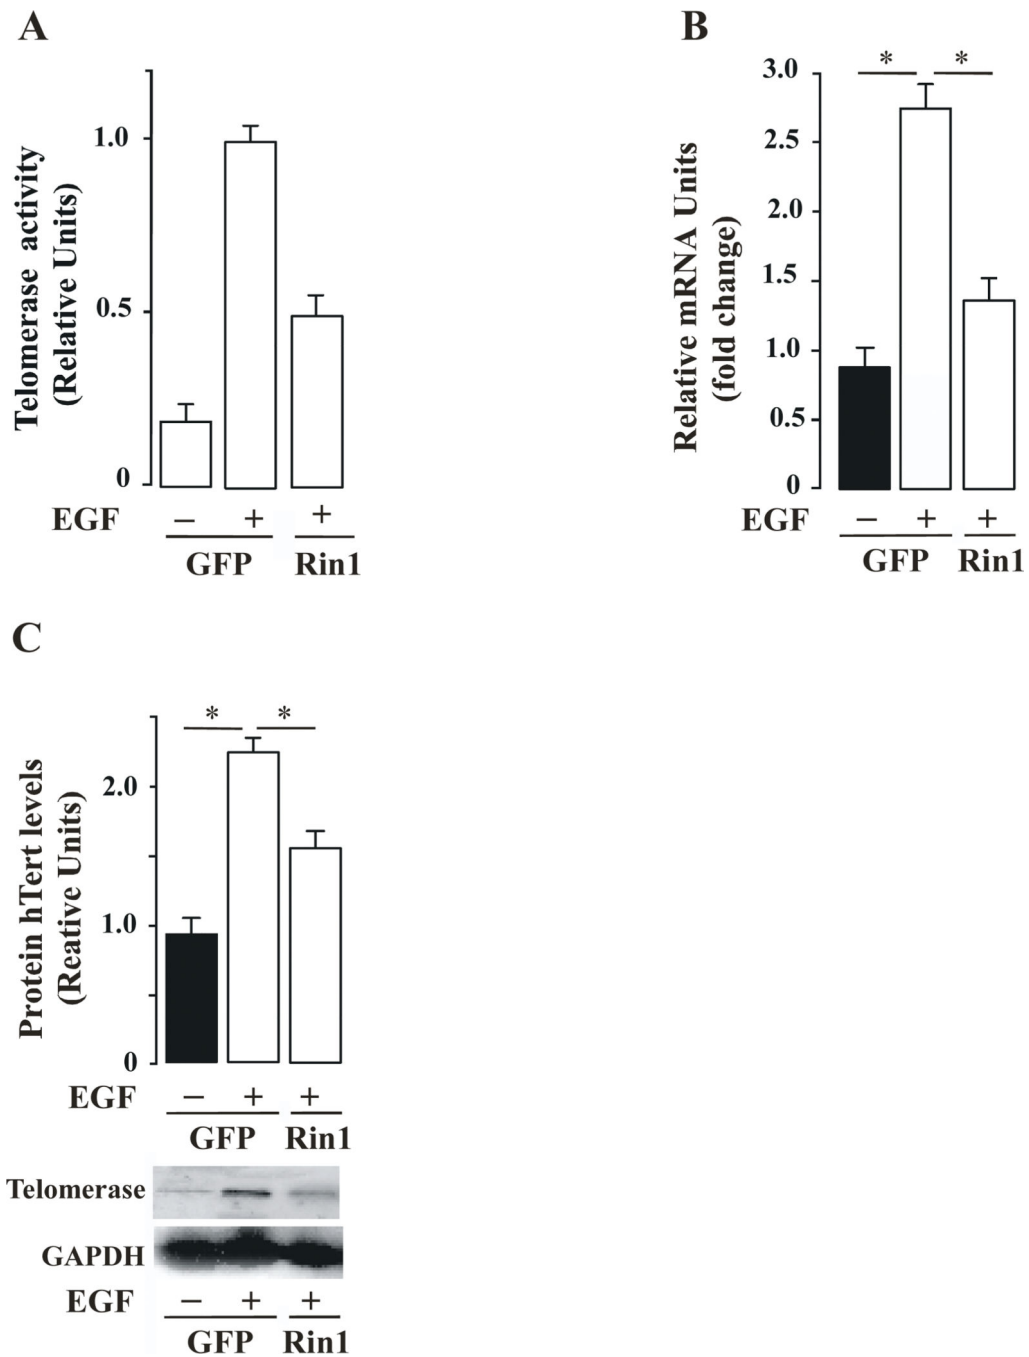 A
Telomerase activity
(Relative Units)
1.0
0.5
0
EGF − + +
GFP Rin1
B
* *
Relative mRNA Units
(fold change)
3.0
2.5
2.0
1.5
1.0
0.5
0
EGF − + +
GFP Rin1
C
* *
Protein hTert levels
(Reative Units)
2.0
1.0
0
EGF − + +
GFP Rin1
Telomerase
GAPDH
EGF − + +
GFP Rin1